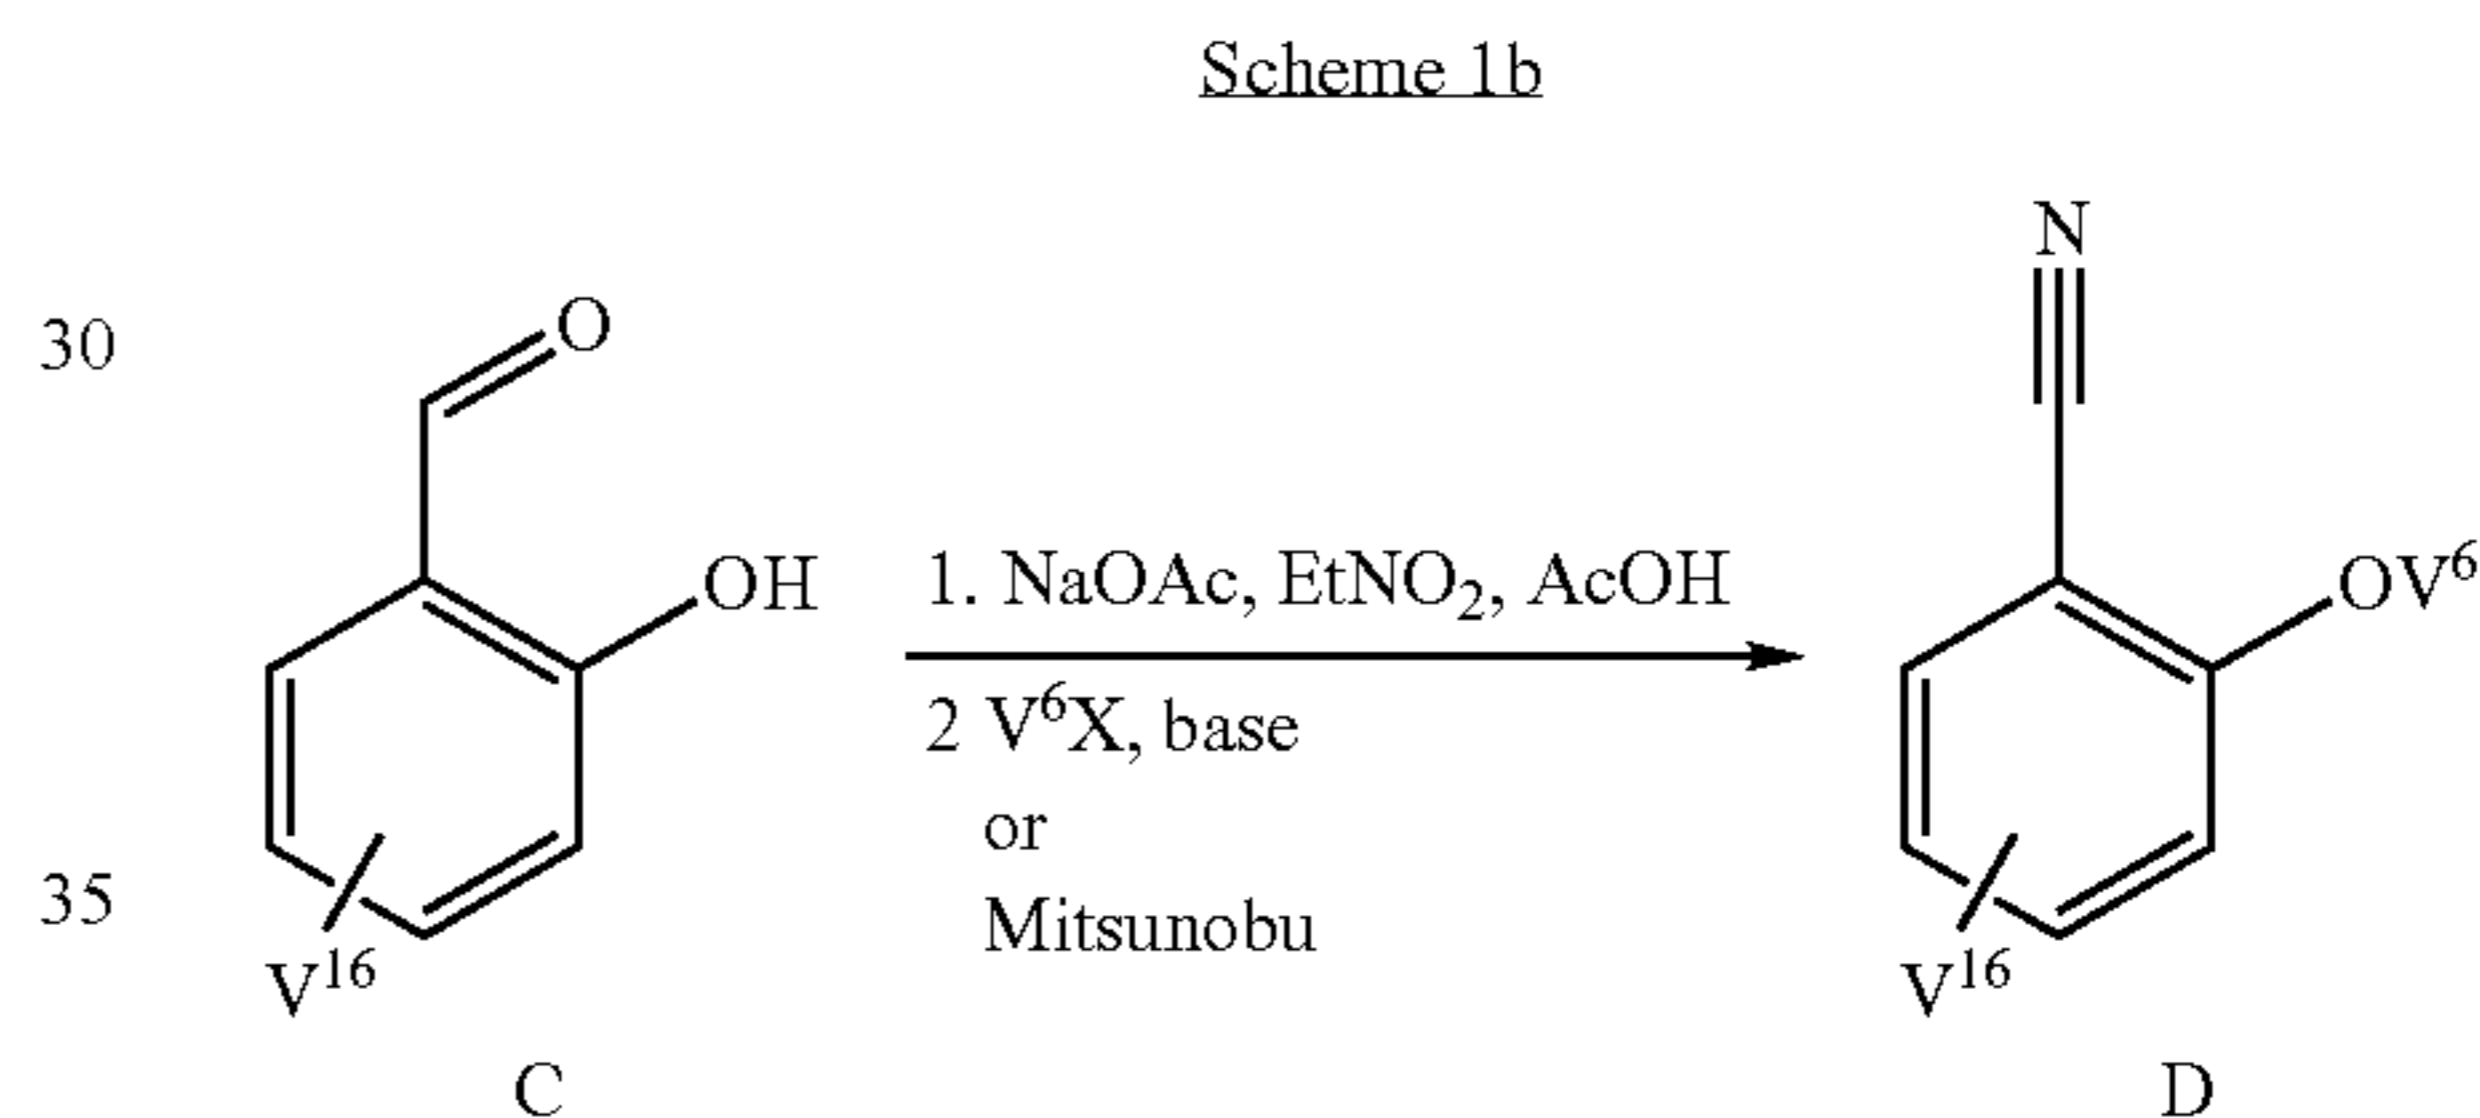 Scheme 1b
N
30
O
OH
1. NaOAc, EtNO₂, AcOH
OV⁶
2 V⁶X, base
or
35
Mitsunobu
V¹⁶
V¹⁶
C
D